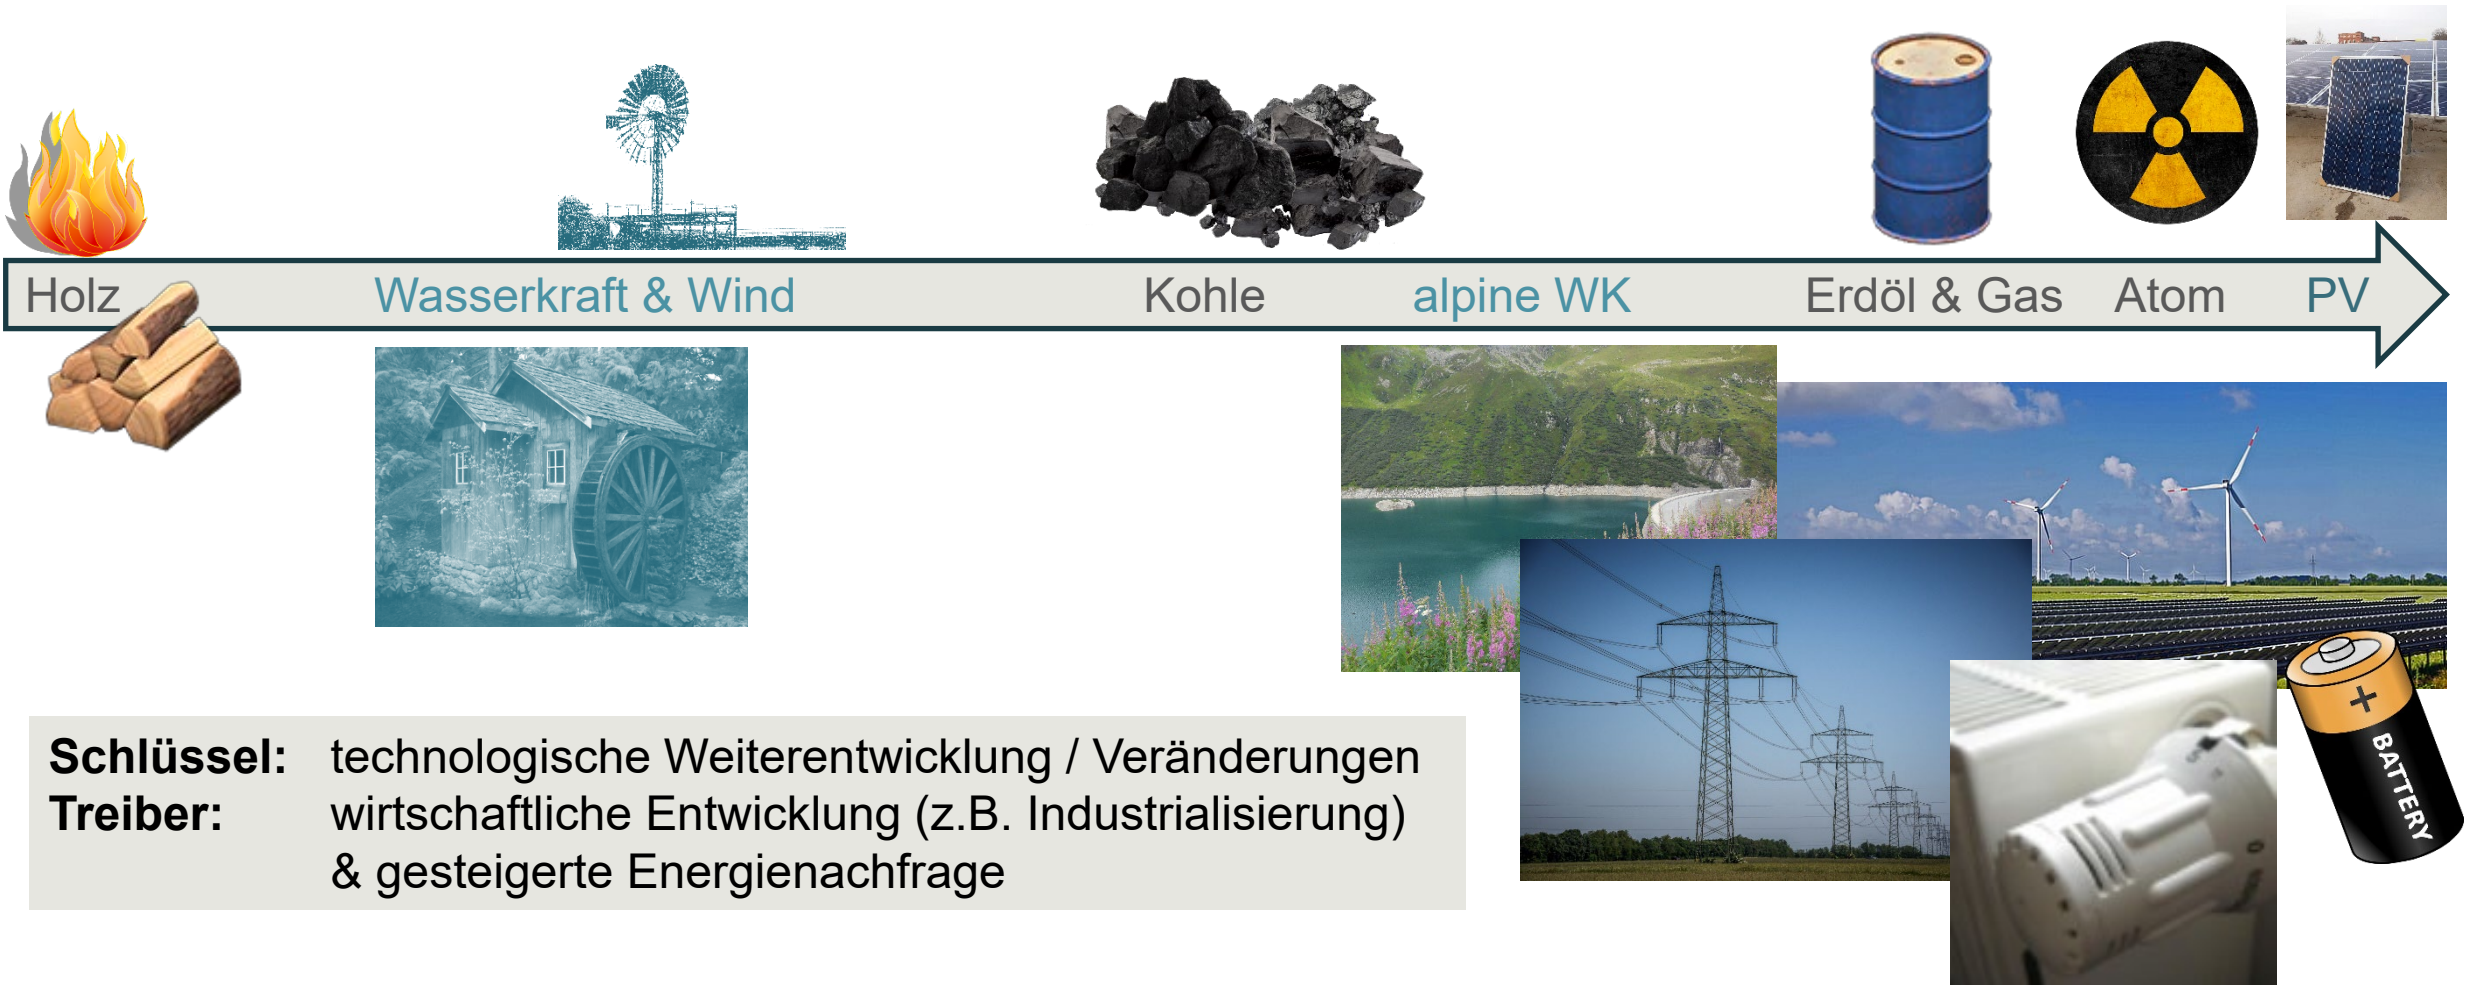 Holz Wasserkraft & Wind Kohle alpine WK Erdöl & Gas Atom PV
BATTERY
Schlüssel: technologische Weiterentwicklung / Veränderungen
Treiber: wirtschaftliche Entwicklung (z.B. Industrialisierung)
& gesteigerte Energienachfrage